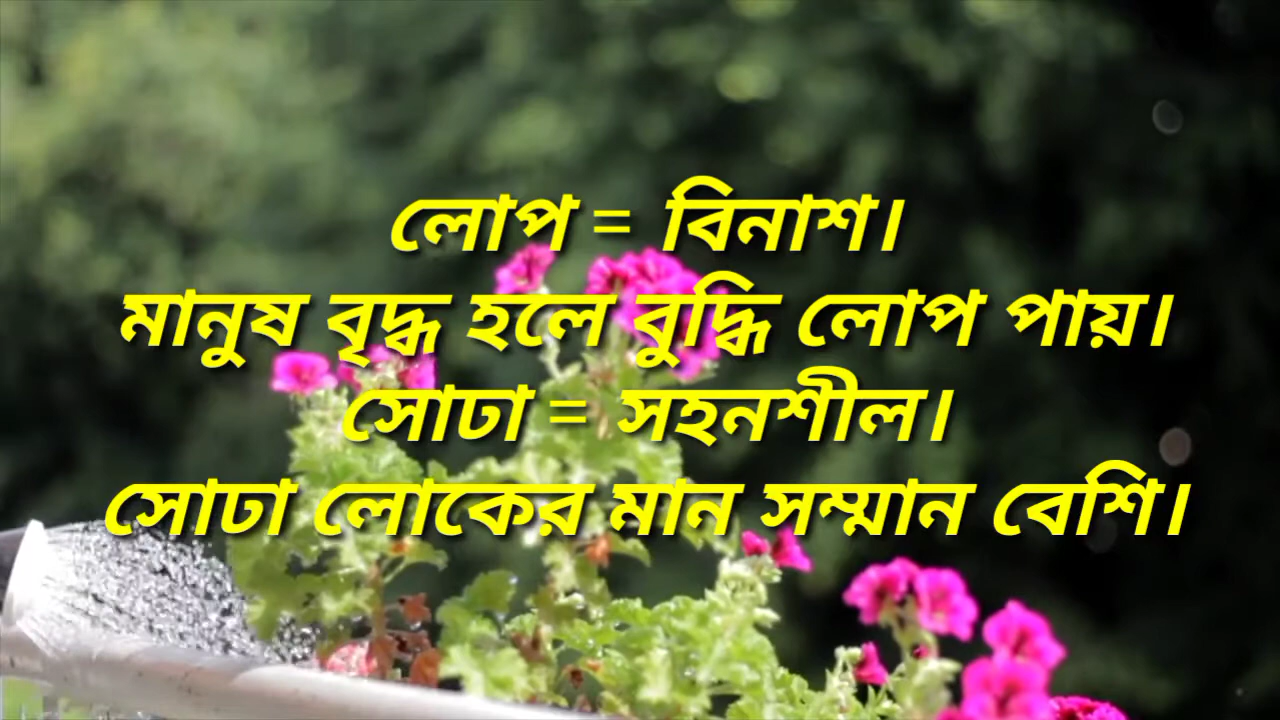 লোপ = বিনাশ।
মানুষ বৃদ্ধ হলে বুদ্ধি লোপ পায়।
সোঢা = সহনশীল।
সোঢা লোকের মান সম্মান বেশি।